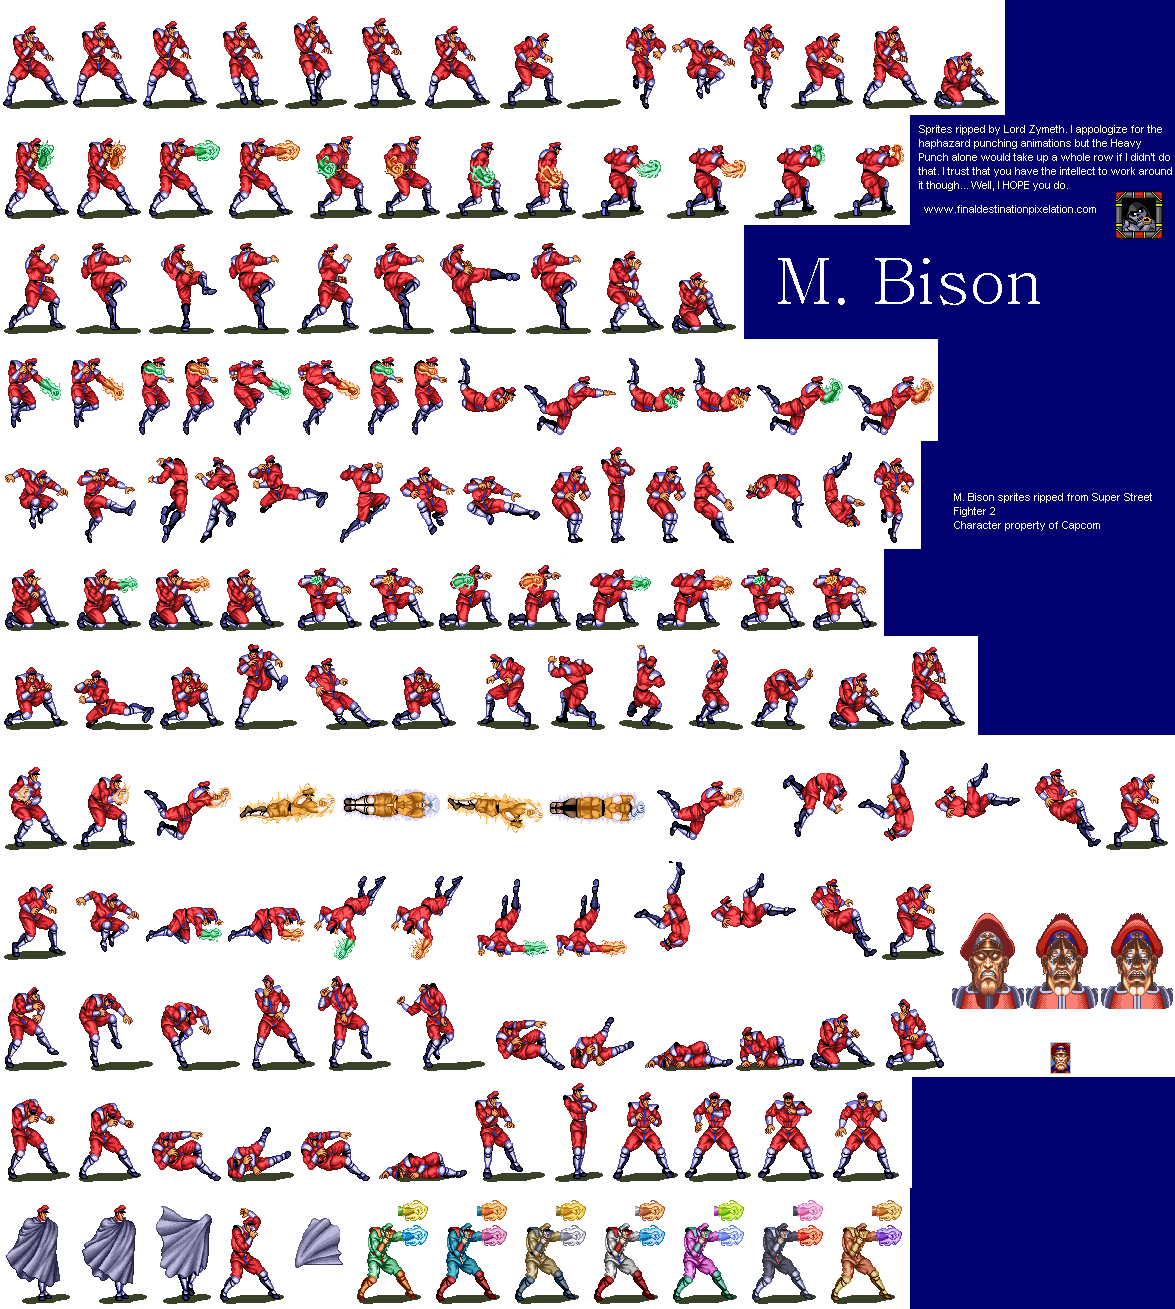 Sprites ripped by Lord Zymeth. I appologize for the
haphazard punching animations but the Heavy
Punch alone would take up a whole row if I didn't do
that. I trust that you have the intellect to work around
it though... Well, I HOPE you do.
www.finaldestinationpixelation.com
M. Bison
M. Bison sprites ripped from Super Street
Fighter 2
Character property of Capcom